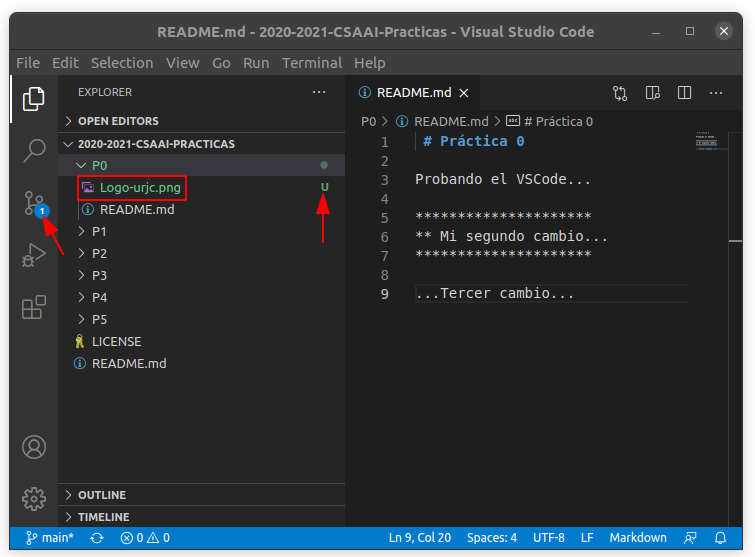 README.md - 2020-2021-CSAAI-Practicas - Visual Studio Code
File Edit Selection View Go Run Terminal Help
EXPLORER
OPEN EDITORS
2020-2021-CSAAI-PRACTICAS
P0
Logo-urjc.png U
README.md
P1
P2
P3
P4
P5
LICENSE
README.md
OUTLINE
TIMELINE
1
README.md
P0 > README.md > abc # Práctica 0
1 # Práctica 0
2
3 Probando el VSCode...
4
5 *********************
6 ** Mi segundo cambio...
7 *********************
8
9 ...Tercer cambio...
main* 0 0 Ln 9, Col 20 Spaces: 4 UTF-8 LF Markdown